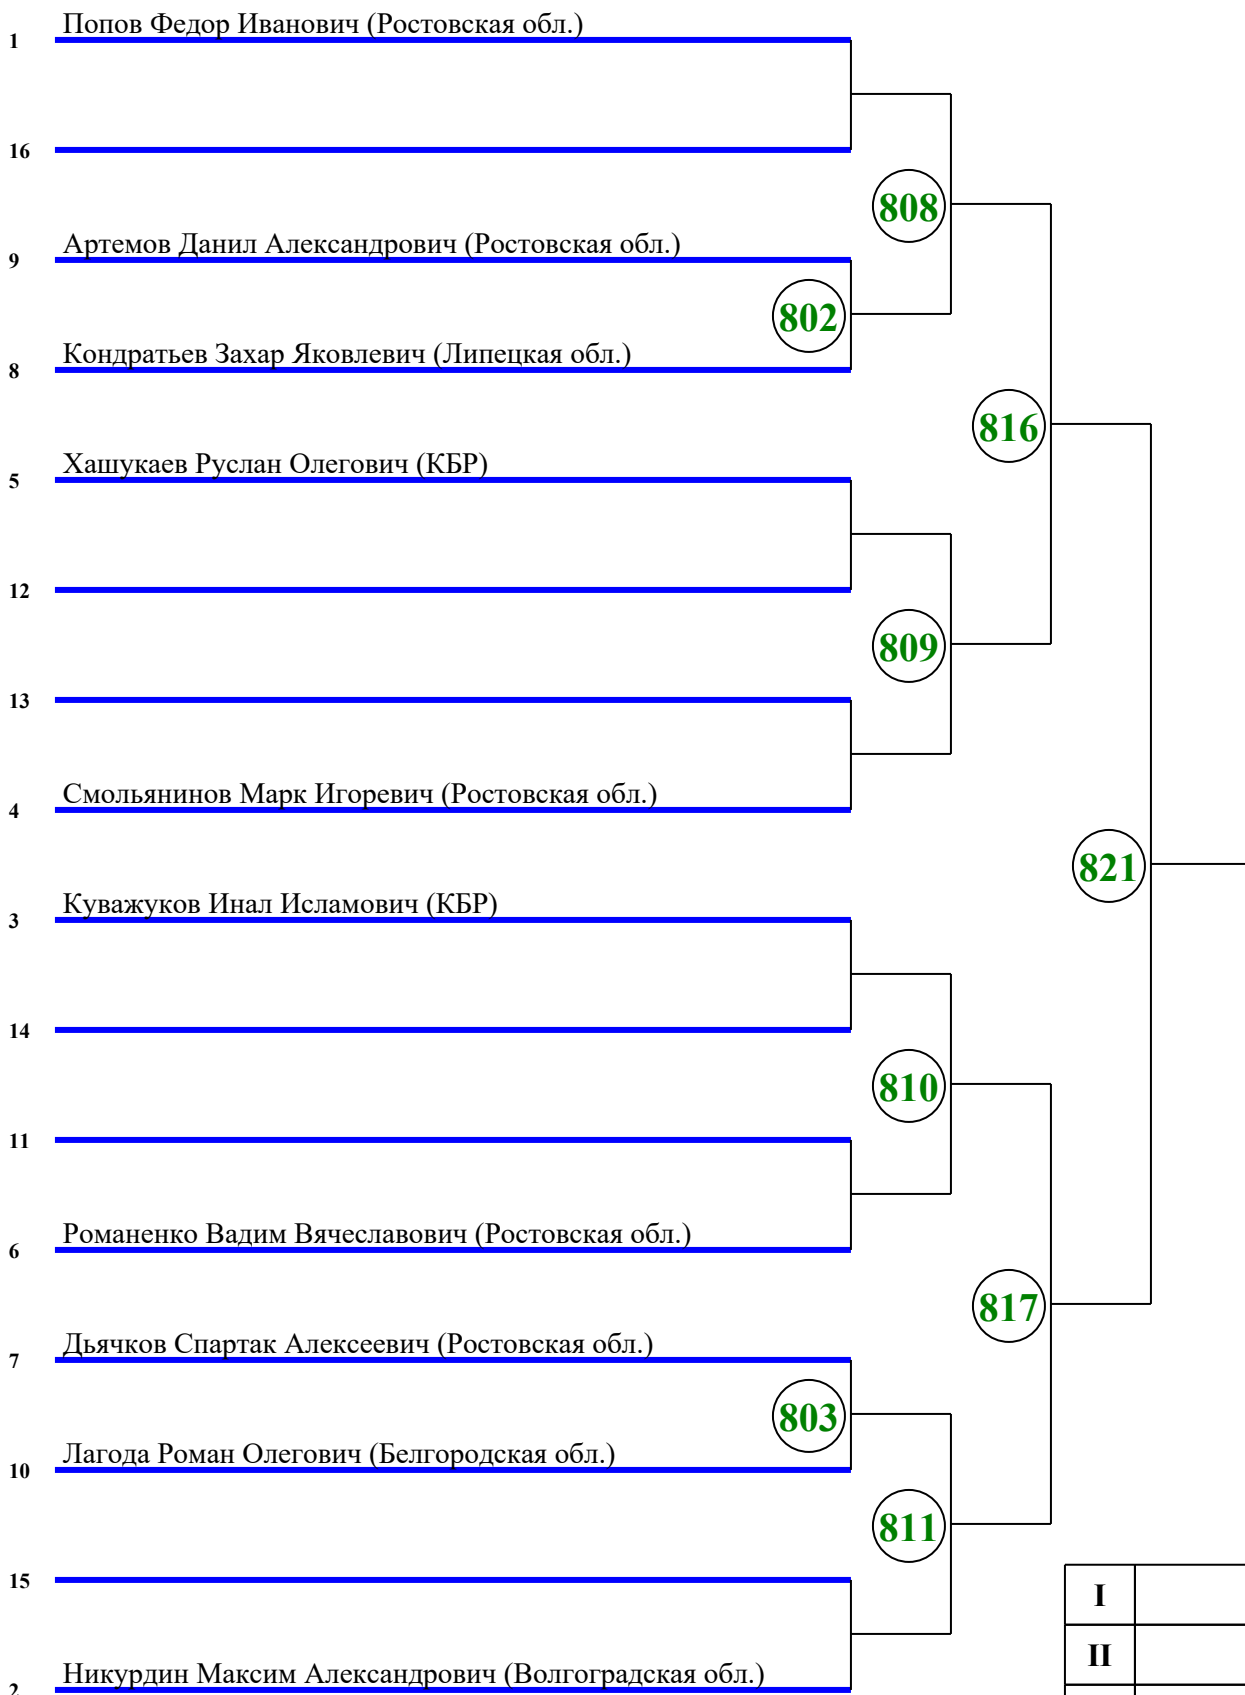 Попов Федор Иванович (Ростовская обл.)
1
16
808
Артемов Данил Александрович (Ростовская обл.)
9
802
Кондратьев Захар Яковлевич (Липецкая обл.)
8
816
Хашукаев Руслан Олегович (КБР)
5
12
809
13
Смольянинов Марк Игоревич (Ростовская обл.)
4
821
Куважуков Инал Исламович (КБР)
3
14
810
11
Романенко Вадим Вячеславович (Ростовская обл.)
6
817
Дьячков Спартак Алексеевич (Ростовская обл.)
7
803
Лагода Роман Олегович (Белгородская обл.)
10
811
15
I
II
Никурдин Максим Александрович (Волгоградская обл.)
2